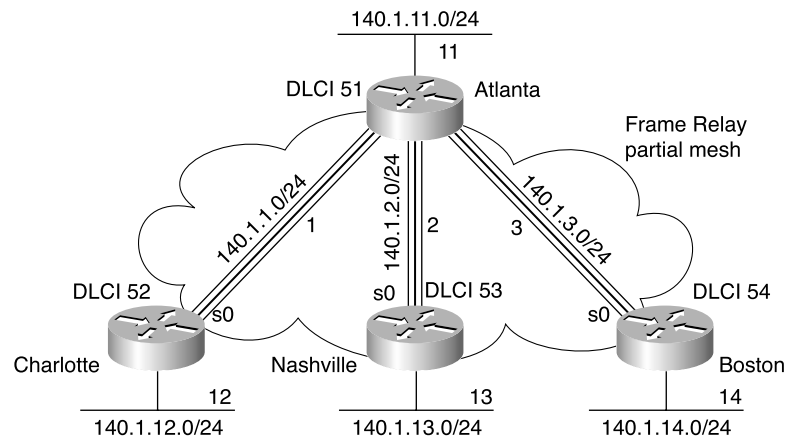 140.1.11.0/24
11
DLCI 51
Atlanta
Frame Relay
partial mesh
140.1.1.0/24
1
140.1.2.0/24
2
140.1.3.0/24
3
DLCI 52
s0
s0
DLCI 53
s0
DLCI 54
Charlotte
Nashville
Boston
12
13
14
140.1.12.0/24
140.1.13.0/24
140.1.14.0/24